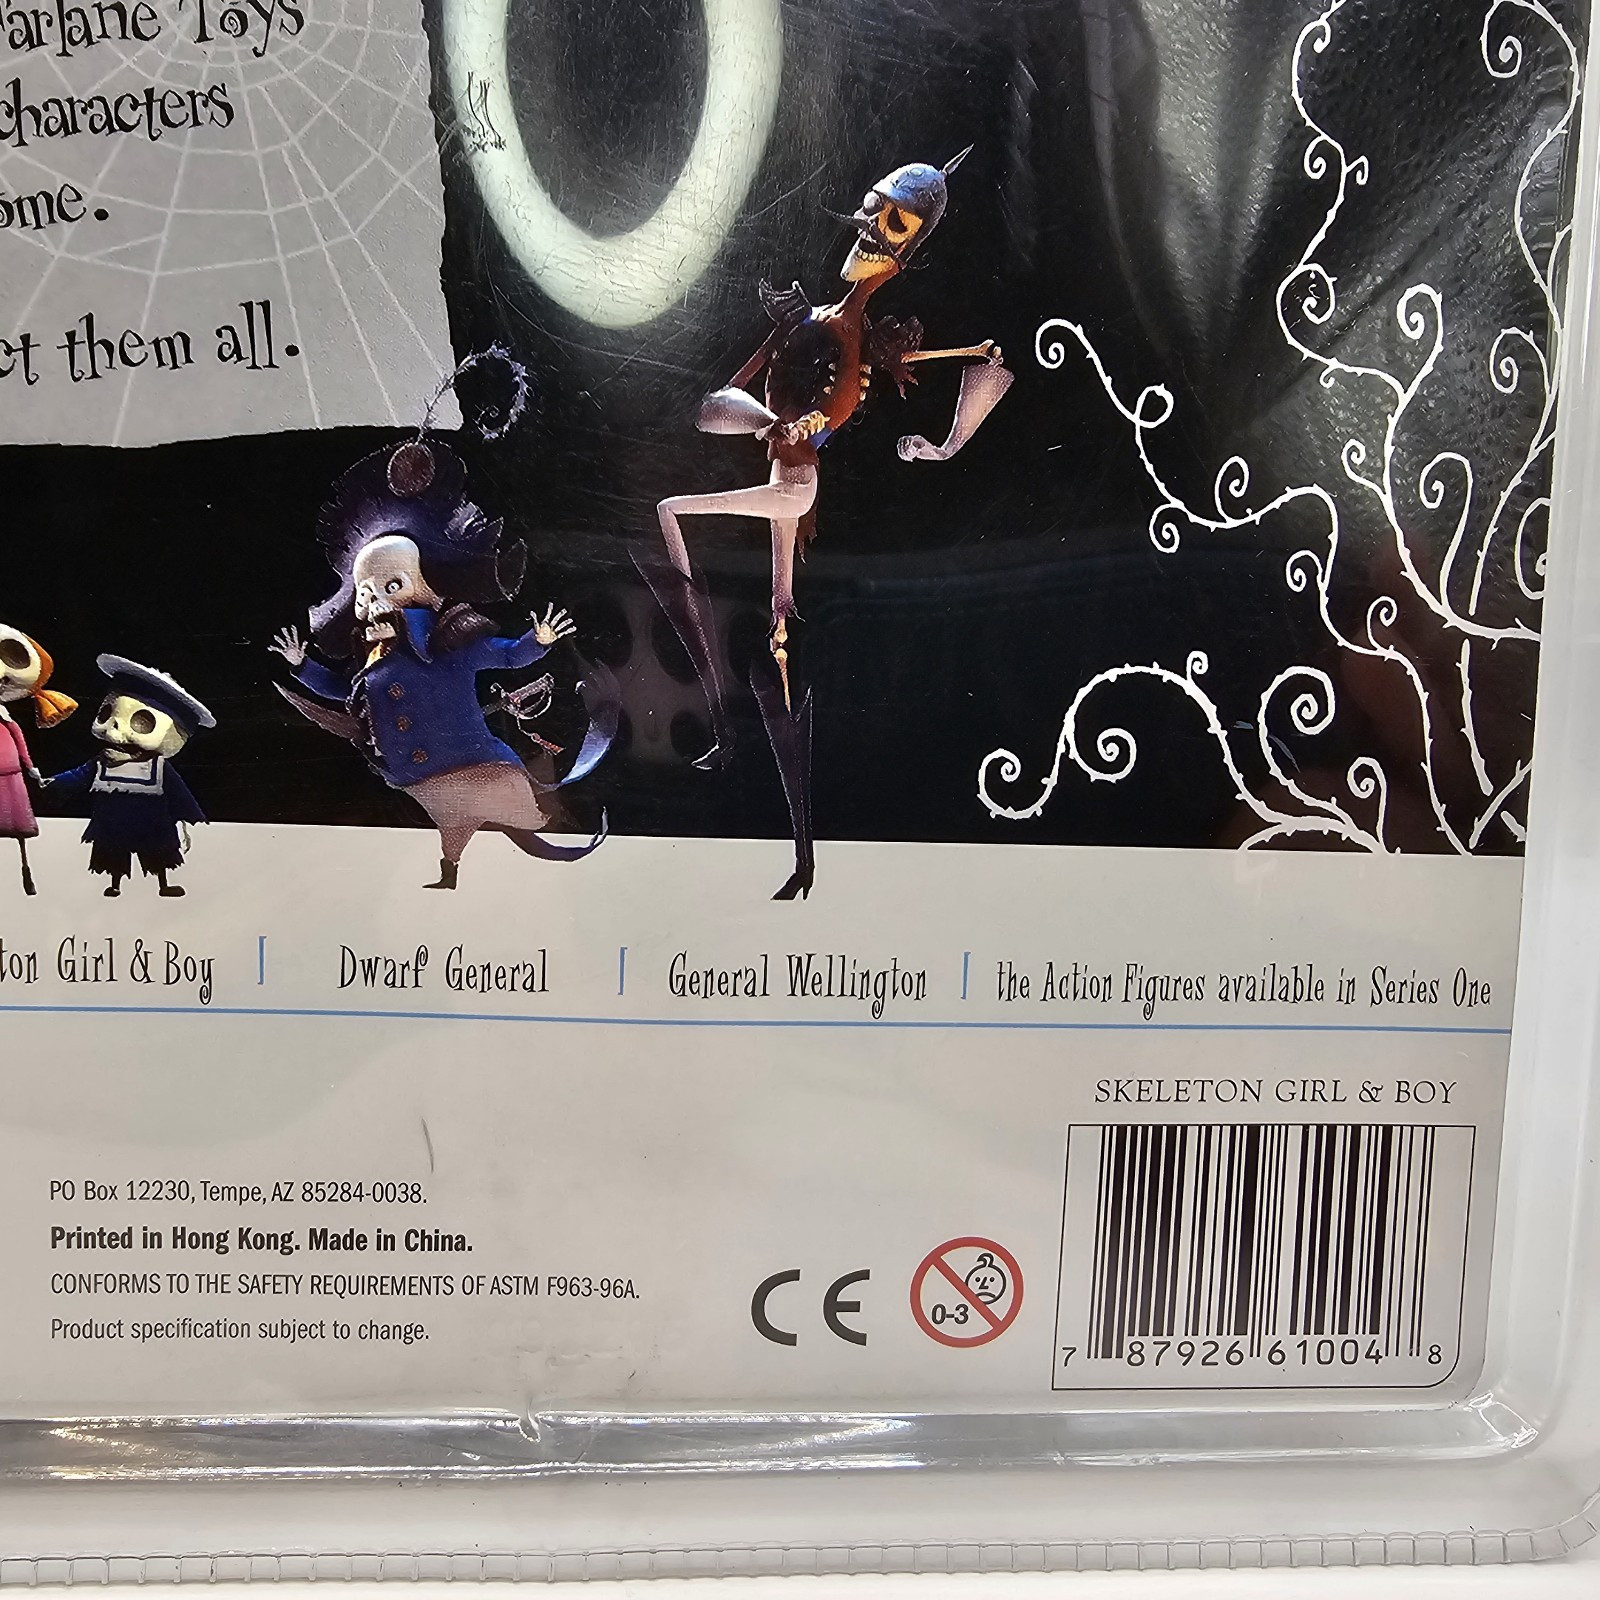 Toys
characters
them all.
Girl & Boy | Dwarf General | General Wellington | the Action Figures available in Series One
SKELETON GIRL & BOY
PO Box 12230, Tempe, AZ 85284-0038.
Printed in Hong Kong. Made in China.
CONFORMS TO THE SAFETY REQUIREMENTS OF ASTM F963-96A.
Product specification subject to change.
CE
0-3
7 87926 61004 8